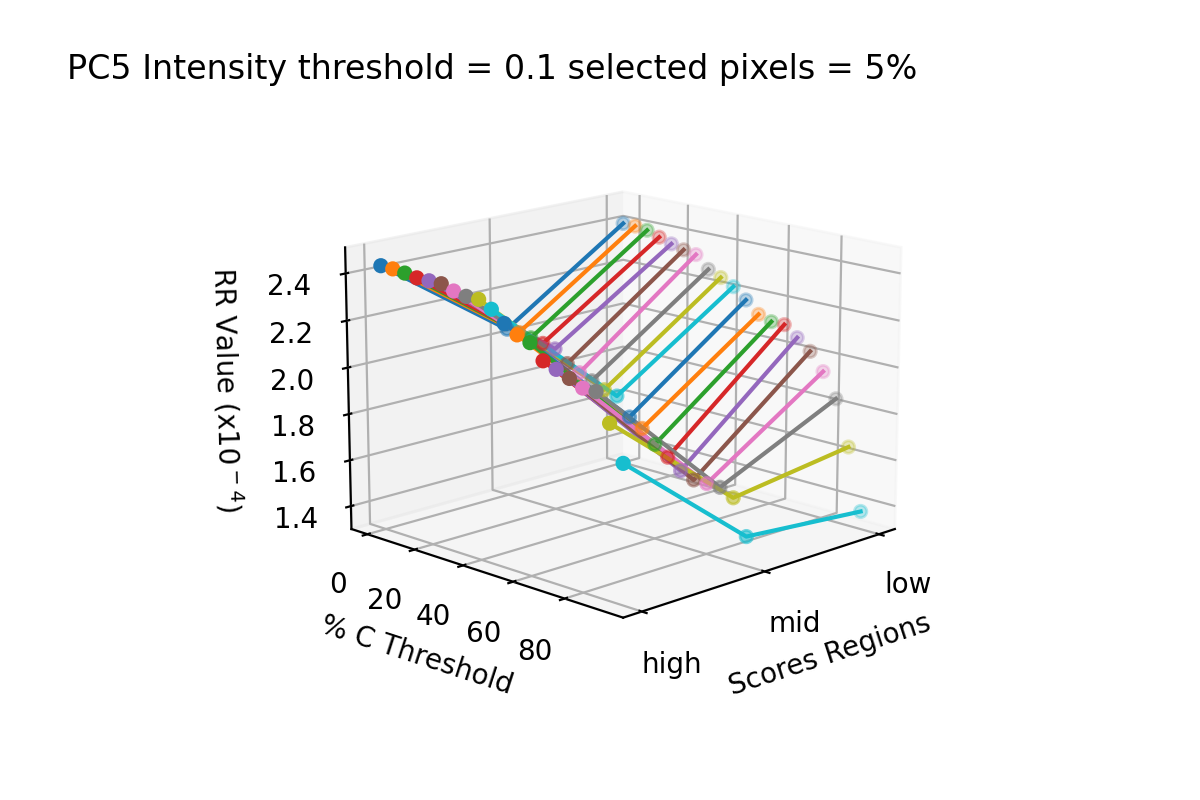 PC5 Intensity threshold = 0.1 selected pixels = 5%
RR Value (x10⁻⁴)
2.4
2.2
2.0
1.8
1.6
1.4
0
20
40
60
80
% C Threshold
high
mid
low
Scores Regions